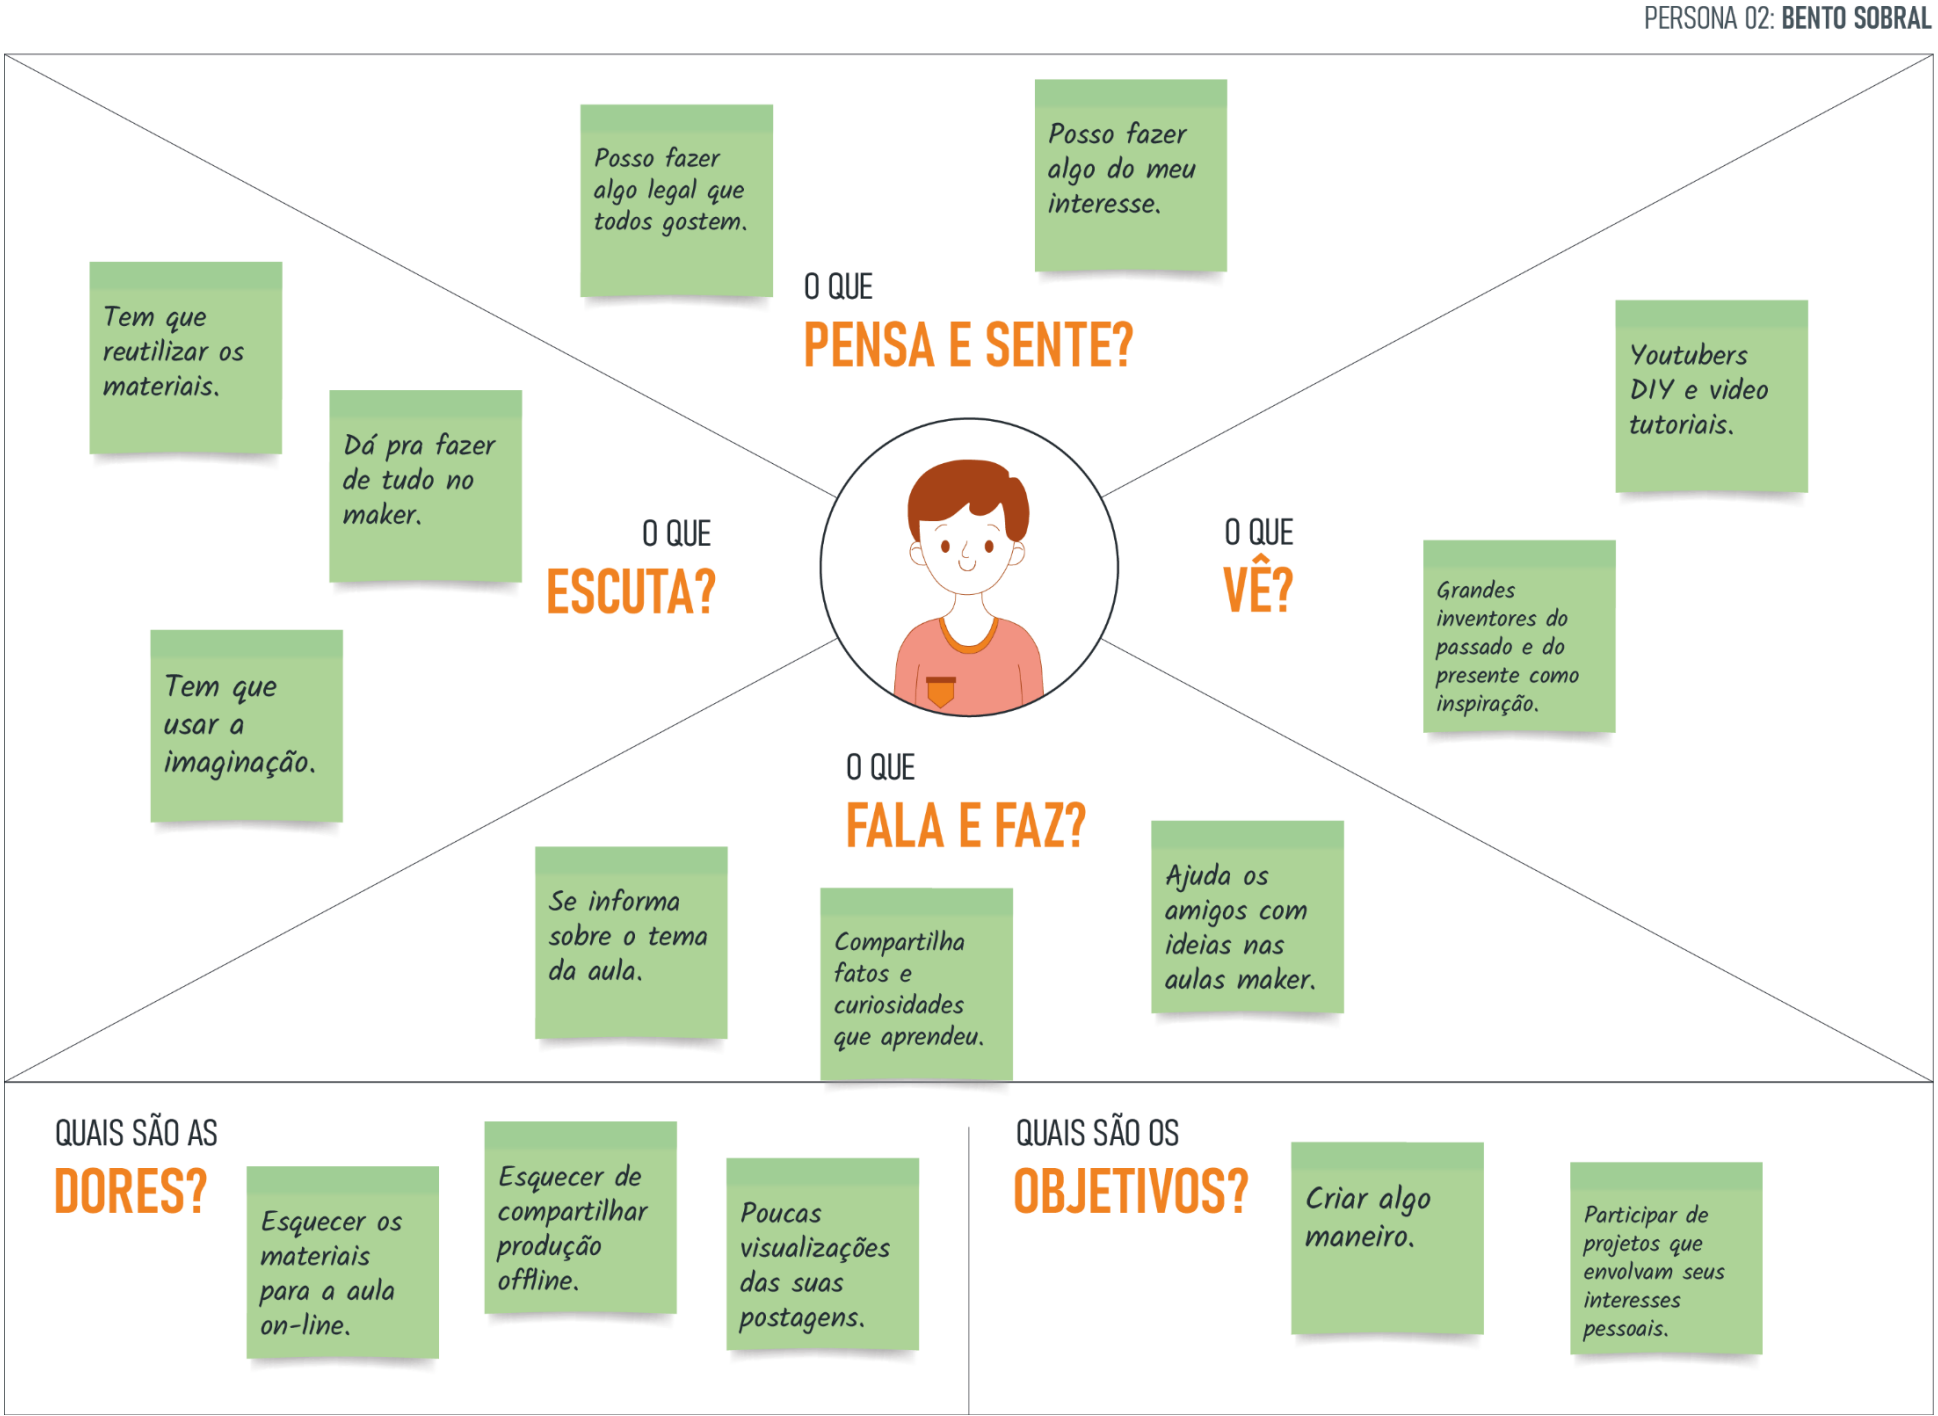 PERSONA 02: BENTO SOBRAL
Posso fazer
algo legal que
todos gostem.
Posso fazer
algo do meu
interesse.
O QUE
PENSA E SENTE?
Tem que
reutilizar os
materiais.
Dá pra fazer
de tudo no
maker.
Tem que
usar a
imaginação.
O QUE
ESCUTA?
O QUE
VÊ?
Youtubers
DIY e video
tutoriais.
Grandes
inventores do
passado e do
presente como
inspiração.
O QUE
FALA E FAZ?
Se informa
sobre o tema
da aula.
Compartilha
fatos e
curiosidades
que aprendeu.
Ajuda os
amigos com
ideias nas
aulas maker.
QUAIS SÃO AS
DORES?
Esquecer os
materiais
para a aula
on-line.
Esquecer de
compartilhar
produção
offline.
Poucas
visualizações
das suas
postagens.
QUAIS SÃO OS
OBJETIVOS?
Criar algo
maneiro.
Participar de
projetos que
envolvam seus
interesses
pessoais.